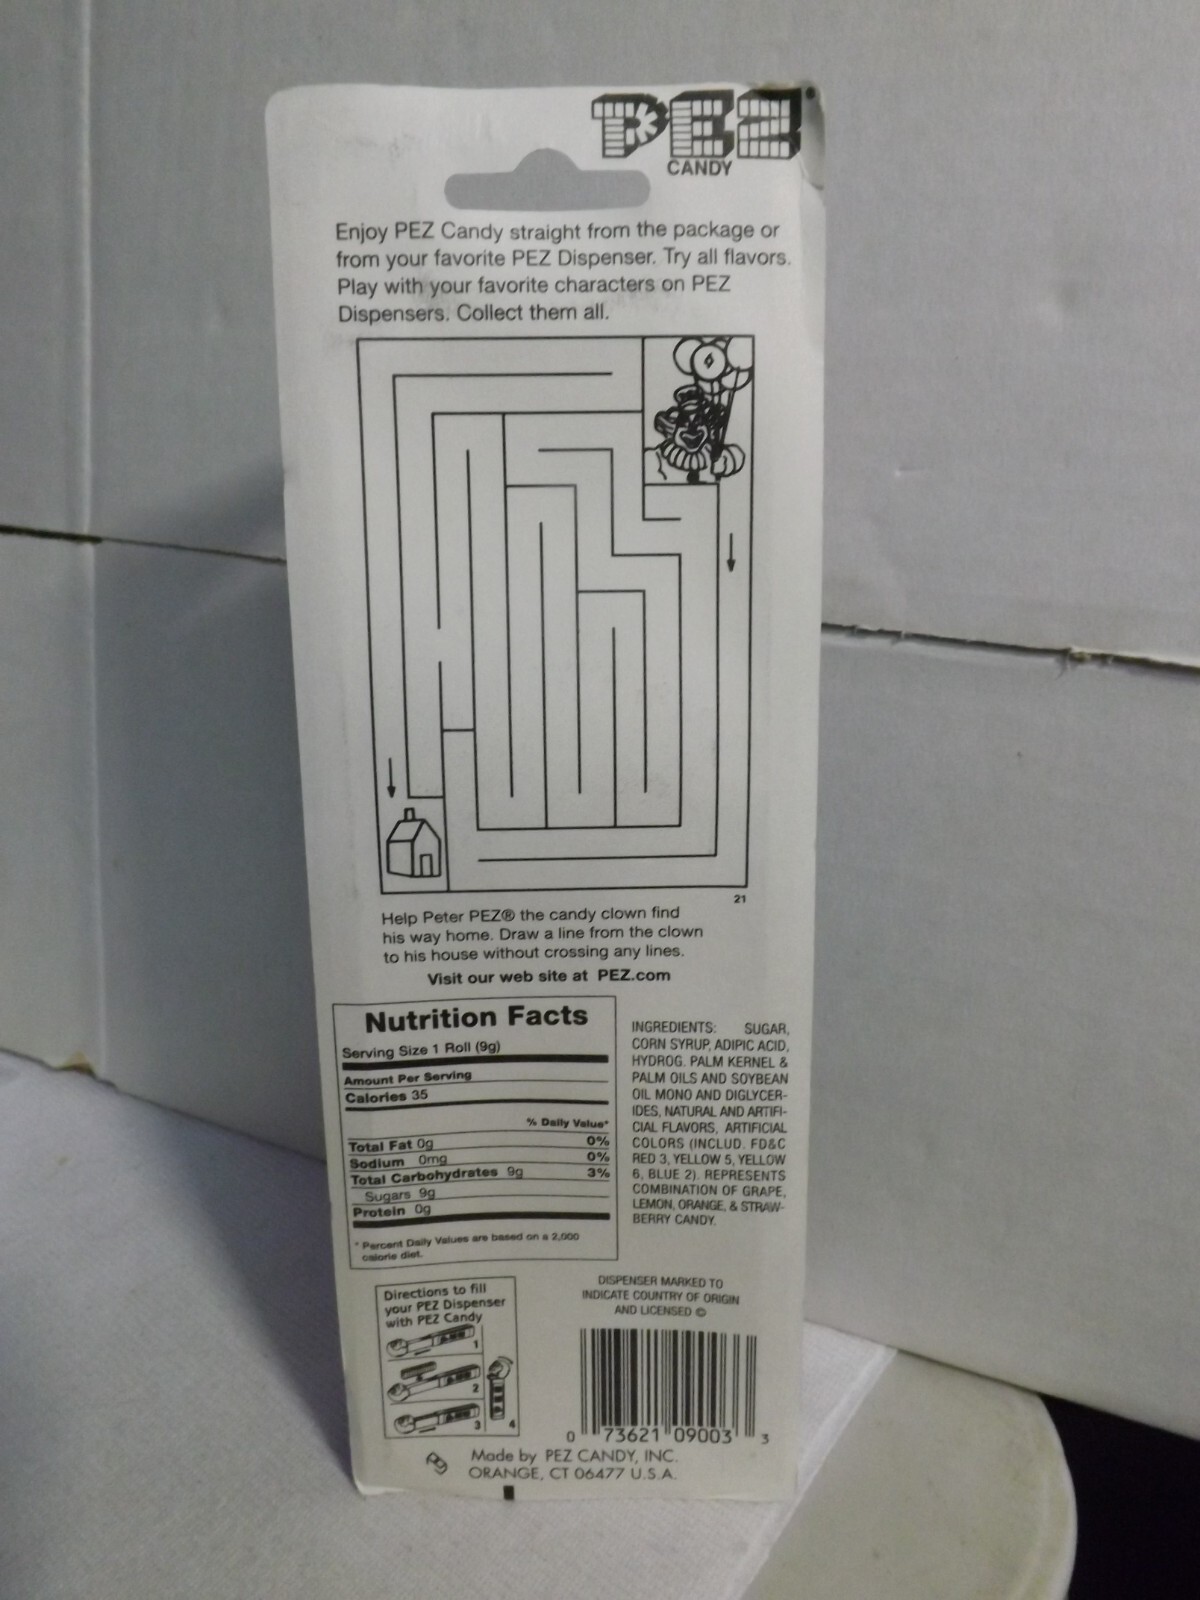 PEZ
CANDY
Enjoy PEZ Candy straight from the package or
from your favorite PEZ Dispenser. Try all flavors.
Play with your favorite characters on PEZ
Dispensers. Collect them all.
21
Help Peter PEZ® the candy clown find
his way home. Draw a line from the clown
to his house without crossing any lines.
Visit our web site at PEZ.com
Nutrition Facts
Serving Size 1 Roll (9g)
Amount Per Serving
Calories 35
% Daily Value*
Total Fat 0g 0%
Sodium 0mg 0%
Total Carbohydrates 9g 3%
Sugars 9g
Protein 0g
* Percent Daily Values are based on a 2,000
calorie diet.
INGREDIENTS: SUGAR,
CORN SYRUP, ADIPIC ACID,
HYDROG. PALM KERNEL &
PALM OILS AND SOYBEAN
OIL MONO AND DIGLYCER-
IDES, NATURAL AND ARTIFI-
CIAL FLAVORS, ARTIFICIAL
COLORS (INCLUD. FD&C
RED 3, YELLOW 5, YELLOW
6, BLUE 2). REPRESENTS
COMBINATION OF GRAPE,
LEMON, ORANGE, & STRAW-
BERRY CANDY.
Directions to fill
your PEZ Dispenser
with PEZ Candy
1
2
3
4
DISPENSER MARKED TO
INDICATE COUNTRY OF ORIGIN
AND LICENSED ©
0 73621 09003 3
Made by PEZ CANDY, INC.
ORANGE, CT 06477 U.S.A.